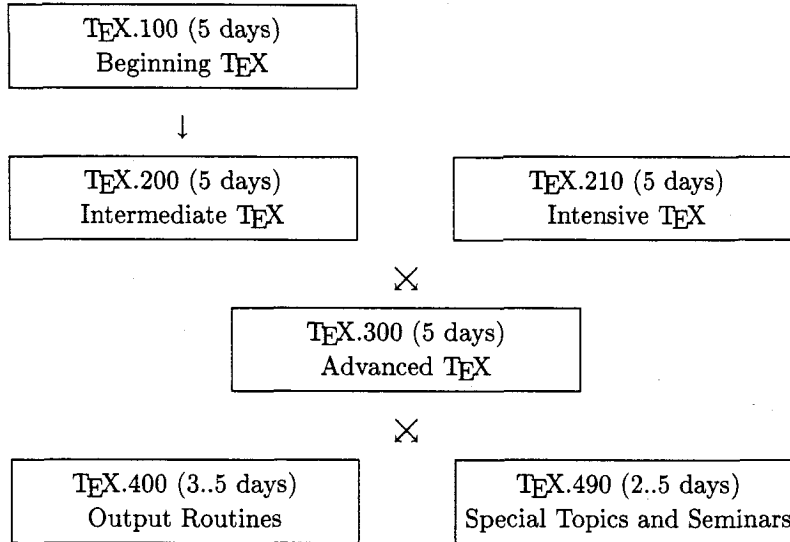 TEX.100 (5 days)
Beginning TEX
↓
TEX.200 (5 days)
Intermediate TEX
TEX.210 (5 days)
Intensive TEX
TEX.300 (5 days)
Advanced TEX
TEX.400 (3..5 days)
Output Routines
TEX.490 (2..5 days)
Special Topics and Seminars